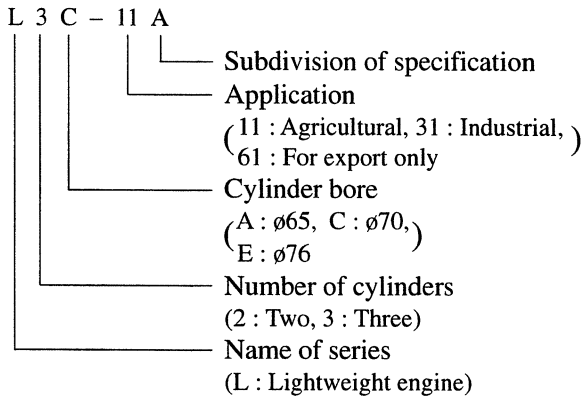 L 3 C – 11 A
Subdivision of specification
Application
(11 : Agricultural, 31 : Industrial,
61 : For export only)
Cylinder bore
(A : ø65, C : ø70,
E : ø76)
Number of cylinders
(2 : Two, 3 : Three)
Name of series
(L : Lightweight engine)